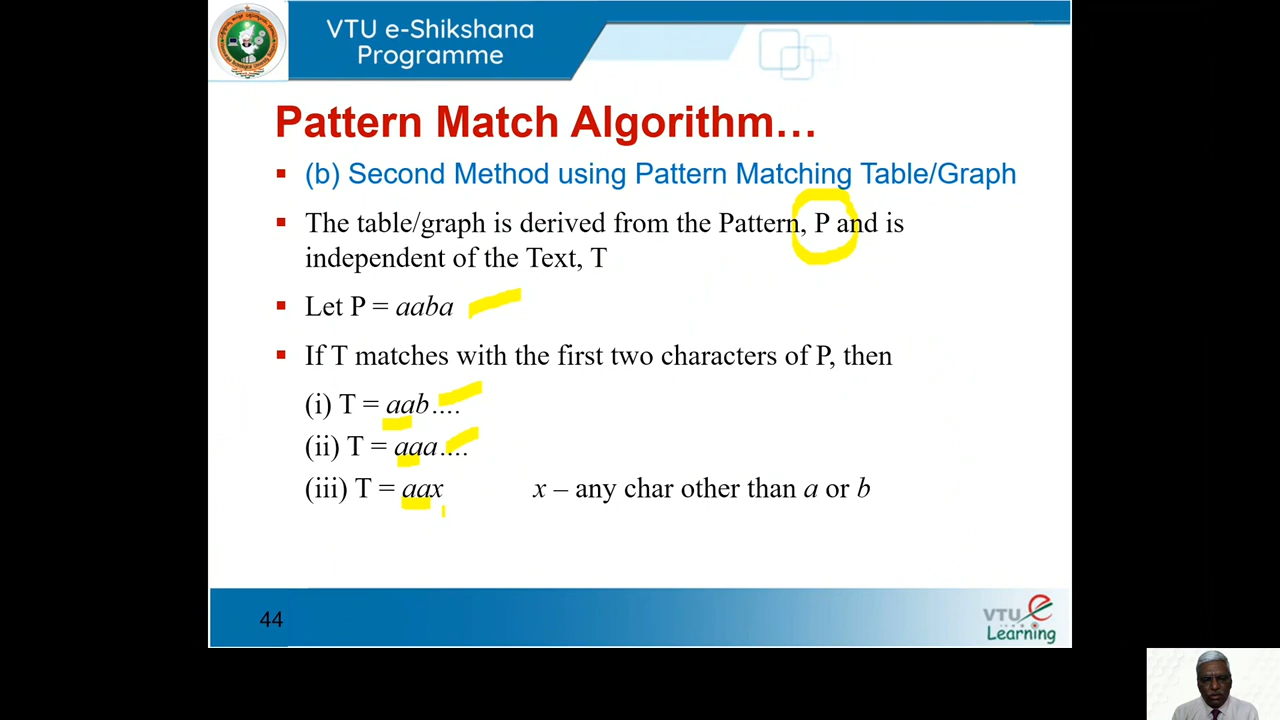 VTU e-Shikshana
Programme
Pattern Match Algorithm…
(b) Second Method using Pattern Matching Table/Graph
The table/graph is derived from the Pattern, P and is
independent of the Text, T
Let P = aaba
If T matches with the first two characters of P, then
(i) T = aab….
(ii) T = aaa….
(iii) T = aax x – any char other than a or b
44
VTU e
Learning